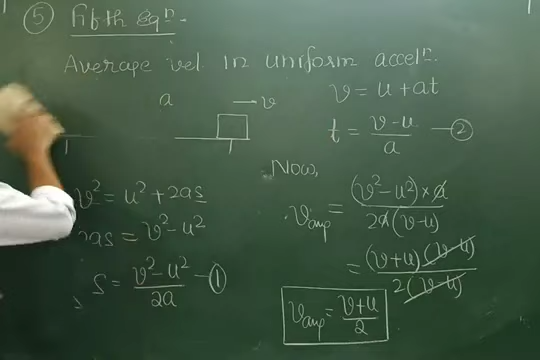 ⑤ Fifth Eqⁿ.
Average vel. in uniform accelⁿ.
a → v
v² = u² + 2as
2as = v² - u²
s = (v² - u²)/2a —①
v = u + at
t = (v - u)/a —②
Now,
v_avg = (v² - u²) × a / 2a(v - u)
= (v + u)(v - u) / 2(v - u)
v_avg = (v + u)/2